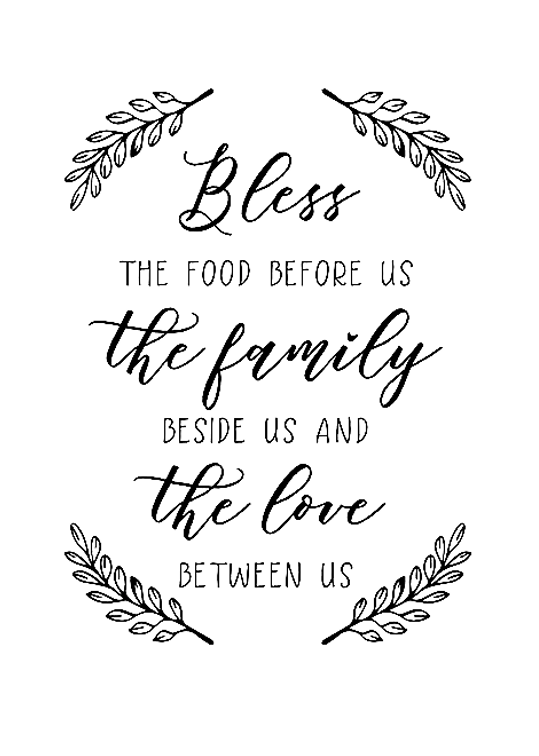 Bless
THE FOOD BEFORE US
the family
BESIDE US AND
the love
BETWEEN US